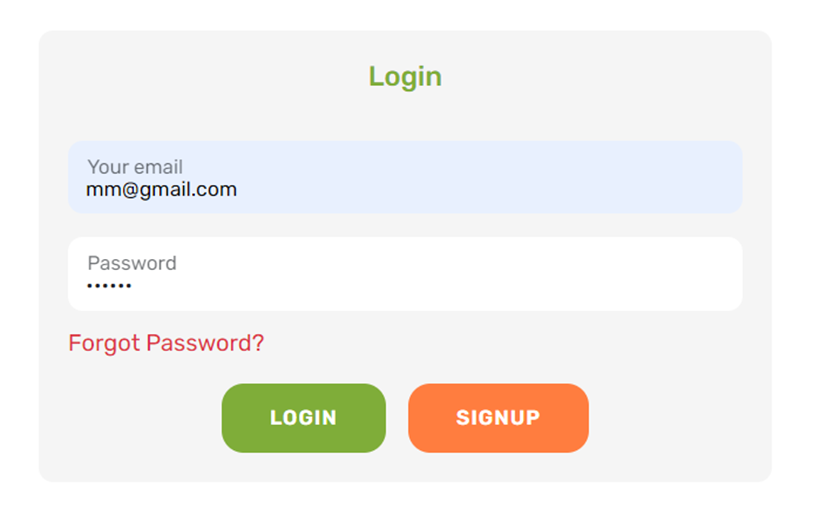 Login
Your email
mm@gmail.com
Password
••••••
Forgot Password?
LOGIN SIGNUP